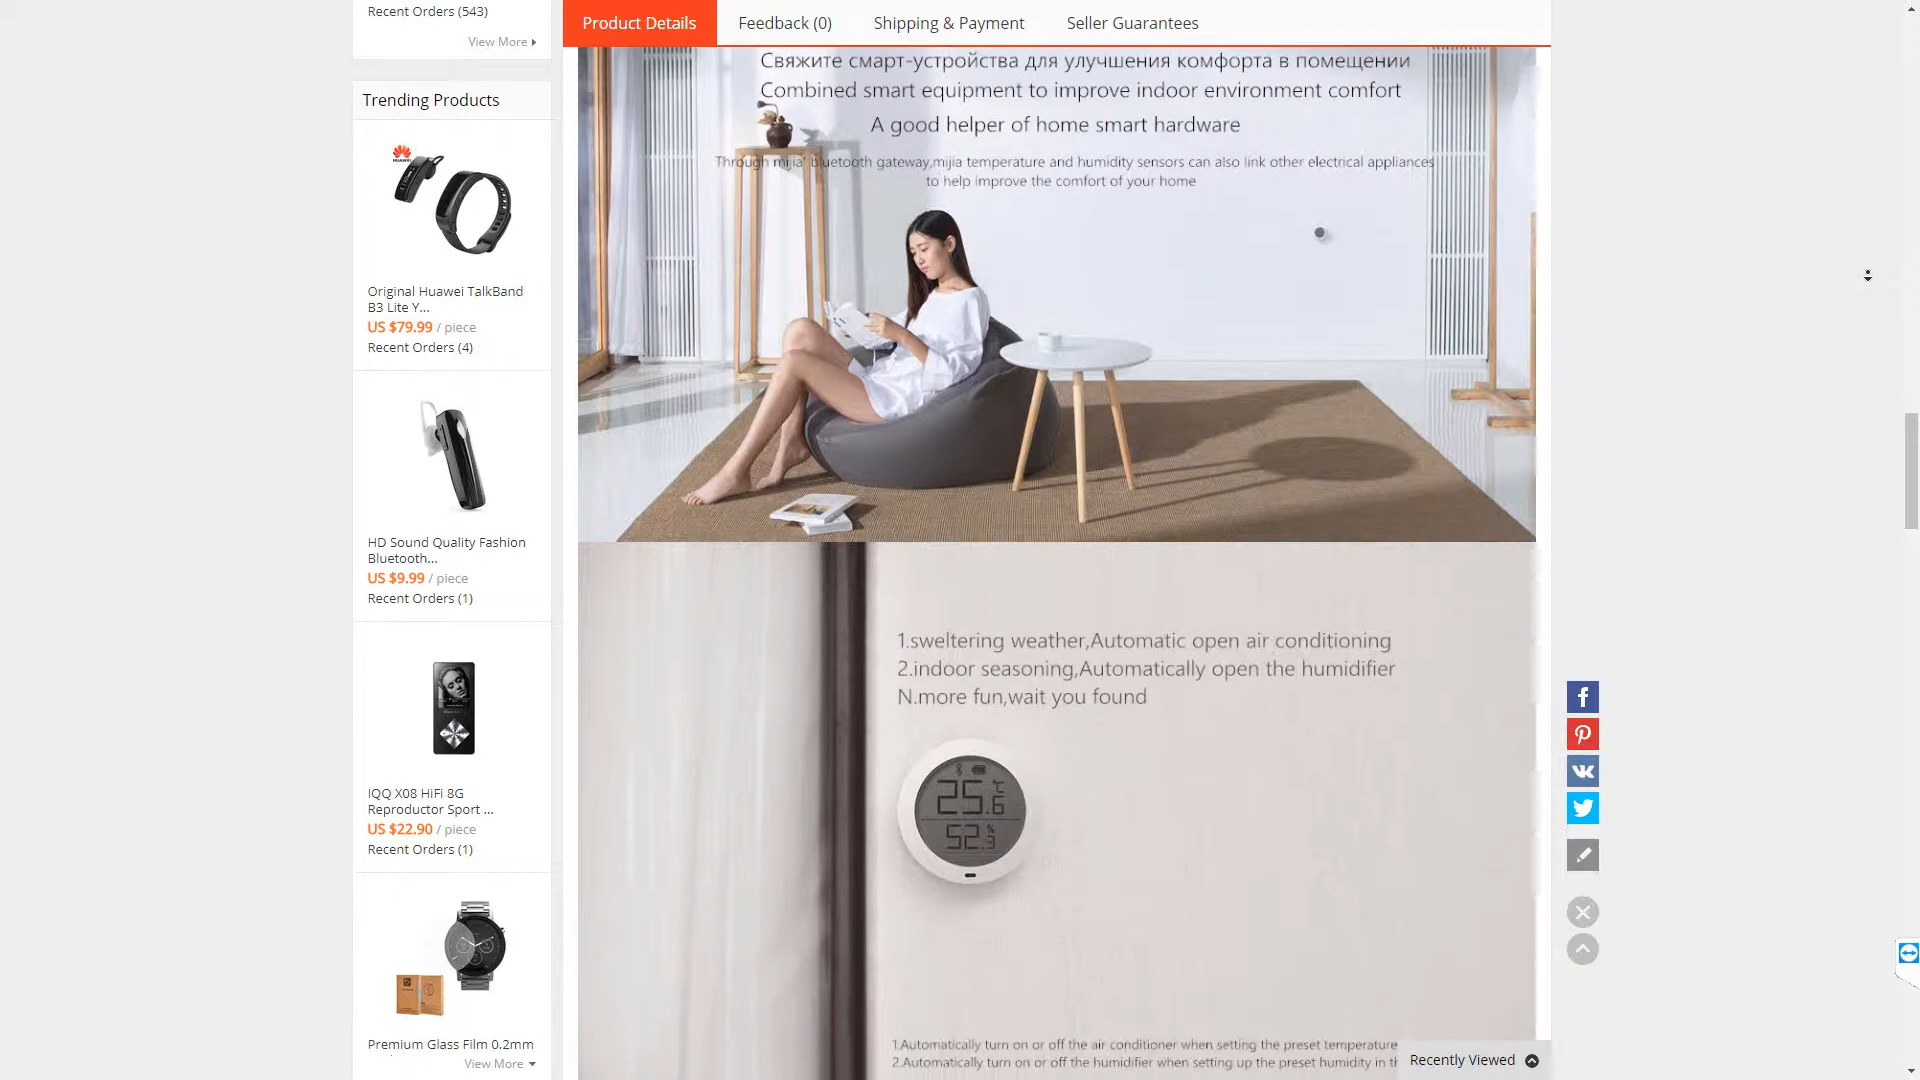 Recent Orders (543)
View More
Trending Products
HUAWEI
Original Huawei TalkBand
B3 Lite Y...
US $79.99 / piece
Recent Orders (4)
HD Sound Quality Fashion
Bluetooth...
US $9.99 / piece
Recent Orders (1)
IQQ X08 HiFi 8G
Reproductor Sport ...
US $22.90 / piece
Recent Orders (1)
Premium Glass Film 0.2mm
View More
Product Details
Feedback (0)
Shipping & Payment
Seller Guarantees
Свяжите смарт-устройства для улучшения комфорта в помещении
Combined smart equipment to improve indoor environment comfort
A good helper of home smart hardware
Through mijia' bluetooth gateway,mijia temperature and humidity sensors can also link other electrical appliances
to help improve the comfort of your home
1.sweltering weather,Automatic open air conditioning
2.indoor seasoning,Automatically open the humidifier
N.more fun,wait you found
25.6 °C
52.3 %
1.Automatically turn on or off the air conditioner when setting the preset temperature
2.Automatically turn on or off the humidifier when setting up the preset humidity in th
Recently Viewed